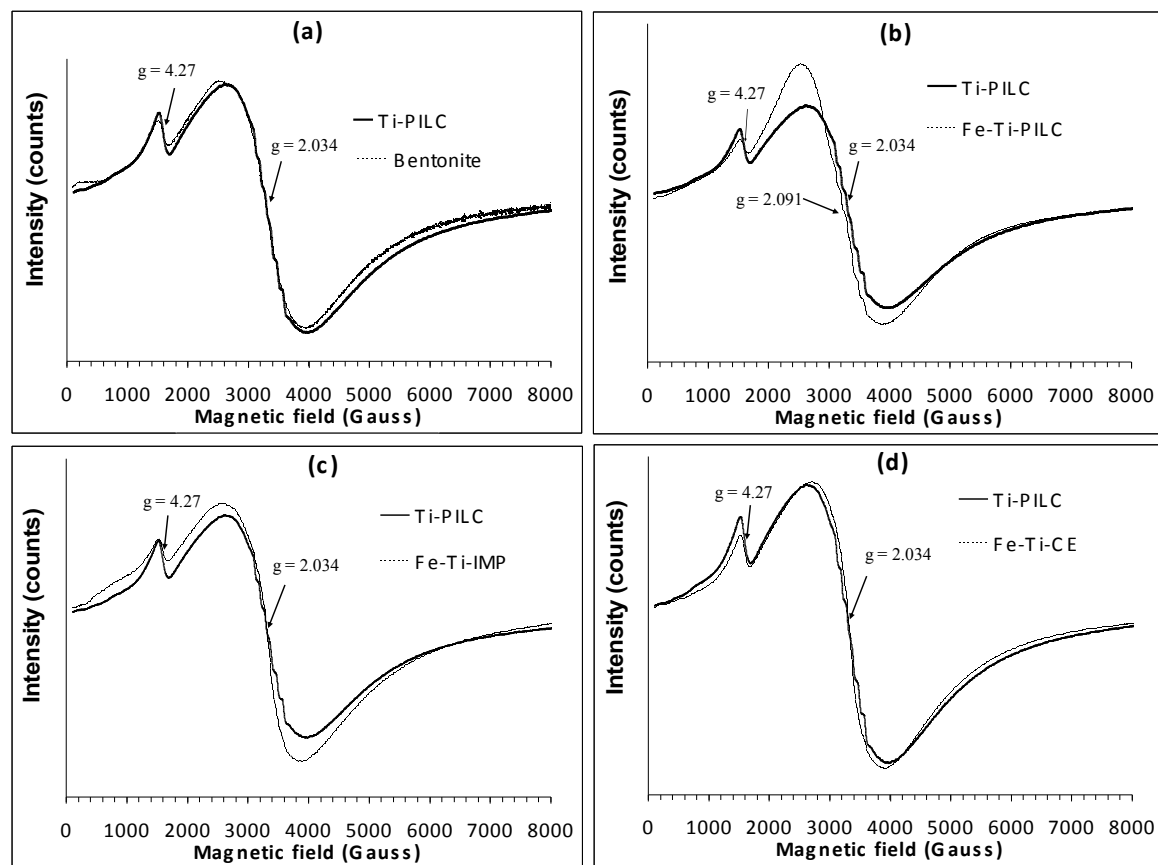 (a)
g = 4.27
Ti-PILC
Bentonite
g = 2.034
Intensity (counts)
0 1000 2000 3000 4000 5000 6000 7000 8000
Magnetic field (Gauss)
(b)
g = 4.27
Ti-PILC
Fe-Ti-PILC
g = 2.034
g = 2.091
Intensity (counts)
0 1000 2000 3000 4000 5000 6000 7000 8000
Magnetic field (Gauss)
(c)
g = 4.27
Ti-PILC
Fe-Ti-IMP
g = 2.034
Intensity (counts)
0 1000 2000 3000 4000 5000 6000 7000 8000
Magnetic field (Gauss)
(d)
g = 4.27
Ti-PILC
Fe-Ti-CE
g = 2.034
Intensity (counts)
0 1000 2000 3000 4000 5000 6000 7000 8000
Magnetic field (Gauss)